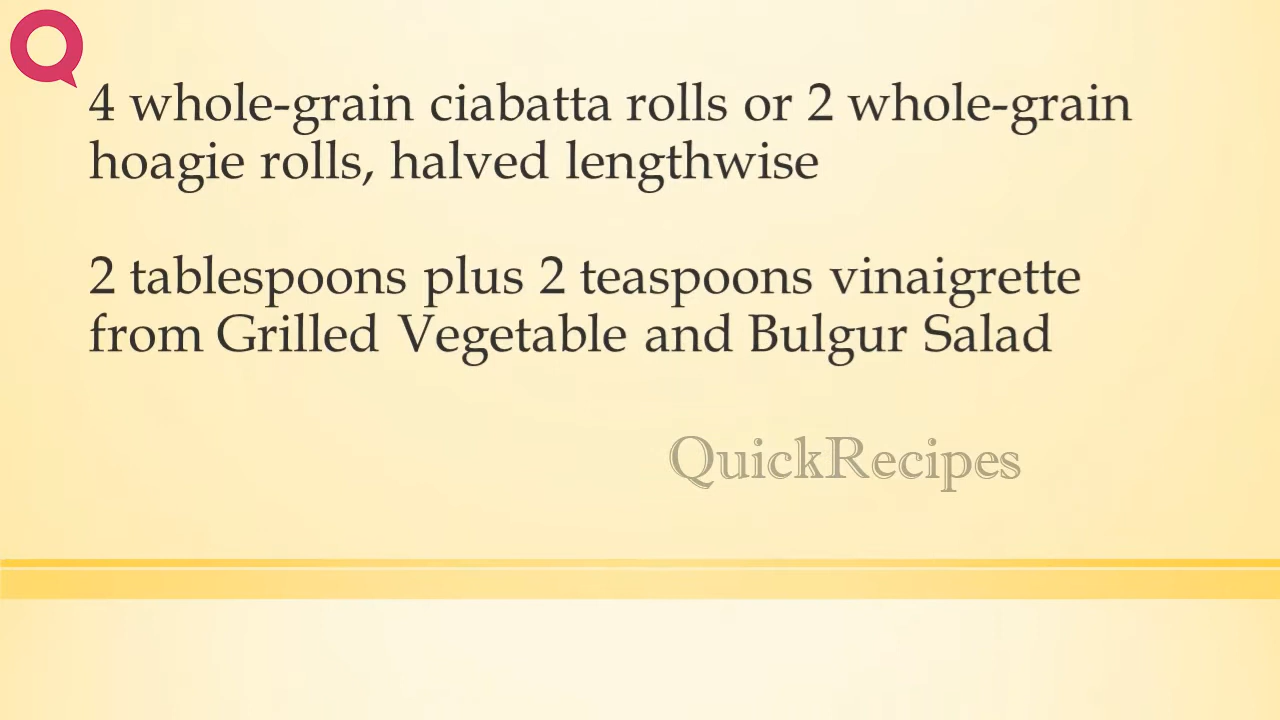 4 whole-grain ciabatta rolls or 2 whole-grain
hoagie rolls, halved lengthwise
2 tablespoons plus 2 teaspoons vinaigrette
from Grilled Vegetable and Bulgur Salad
QuickRecipes